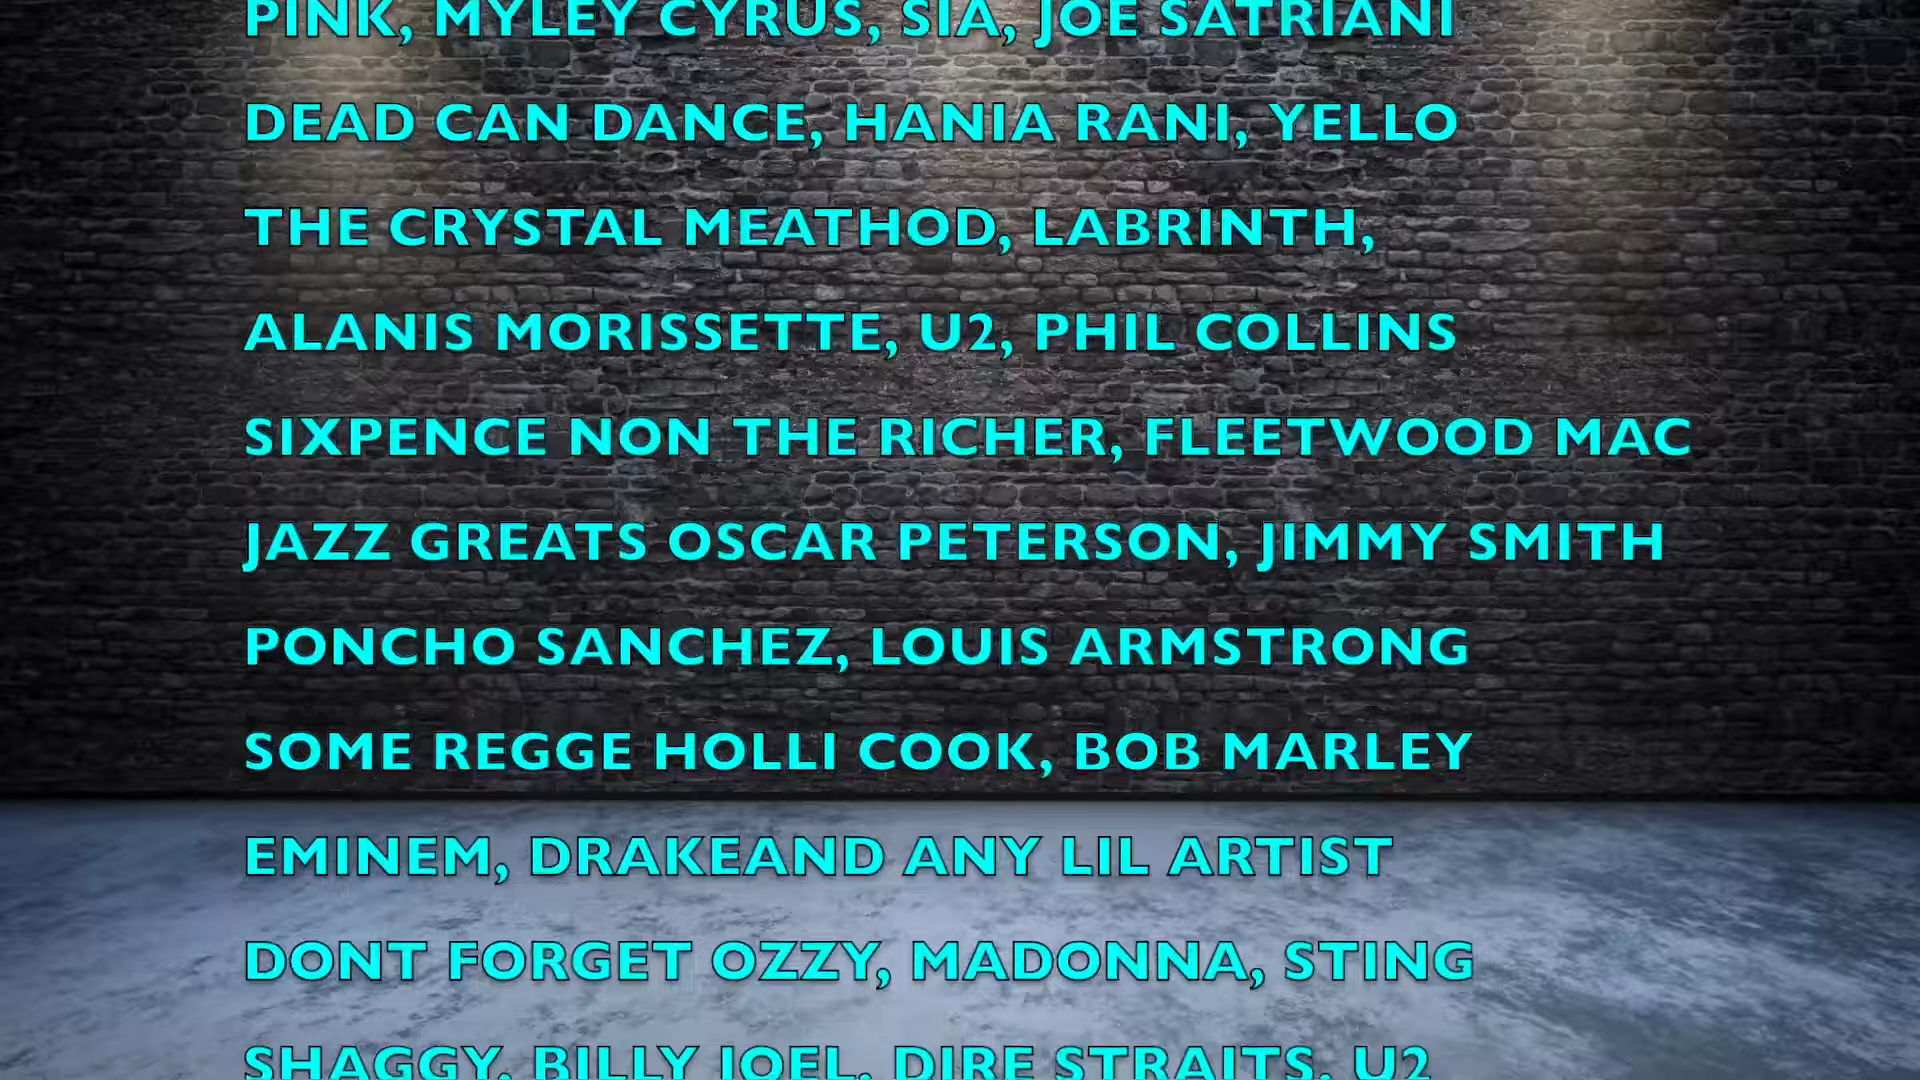 PINK, MYLEY CYRUS, SIA, JOE SATRIANI
DEAD CAN DANCE, HANIA RANI, YELLO
THE CRYSTAL MEATHOD, LABRINTH,
ALANIS MORISSETTE, U2, PHIL COLLINS
SIXPENCE NON THE RICHER, FLEETWOOD MAC
JAZZ GREATS OSCAR PETERSON, JIMMY SMITH
PONCHO SANCHEZ, LOUIS ARMSTRONG
SOME REGGE HOLLI COOK, BOB MARLEY
EMINEM, DRAKEAND ANY LIL ARTIST
DONT FORGET OZZY, MADONNA, STING
SHAGGY, BILLY JOEL, DIRE STRAITS, U2